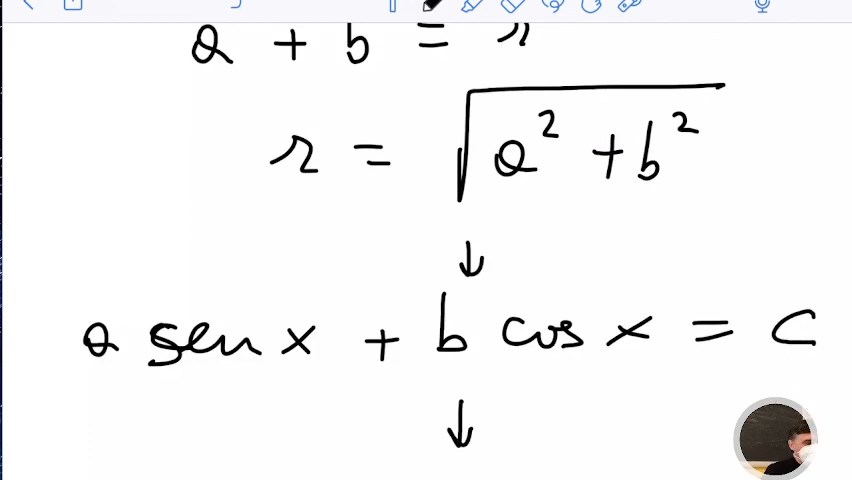 a + b = r
r = √(a² + b²)
↓
a sen x + b cos x = c
↓